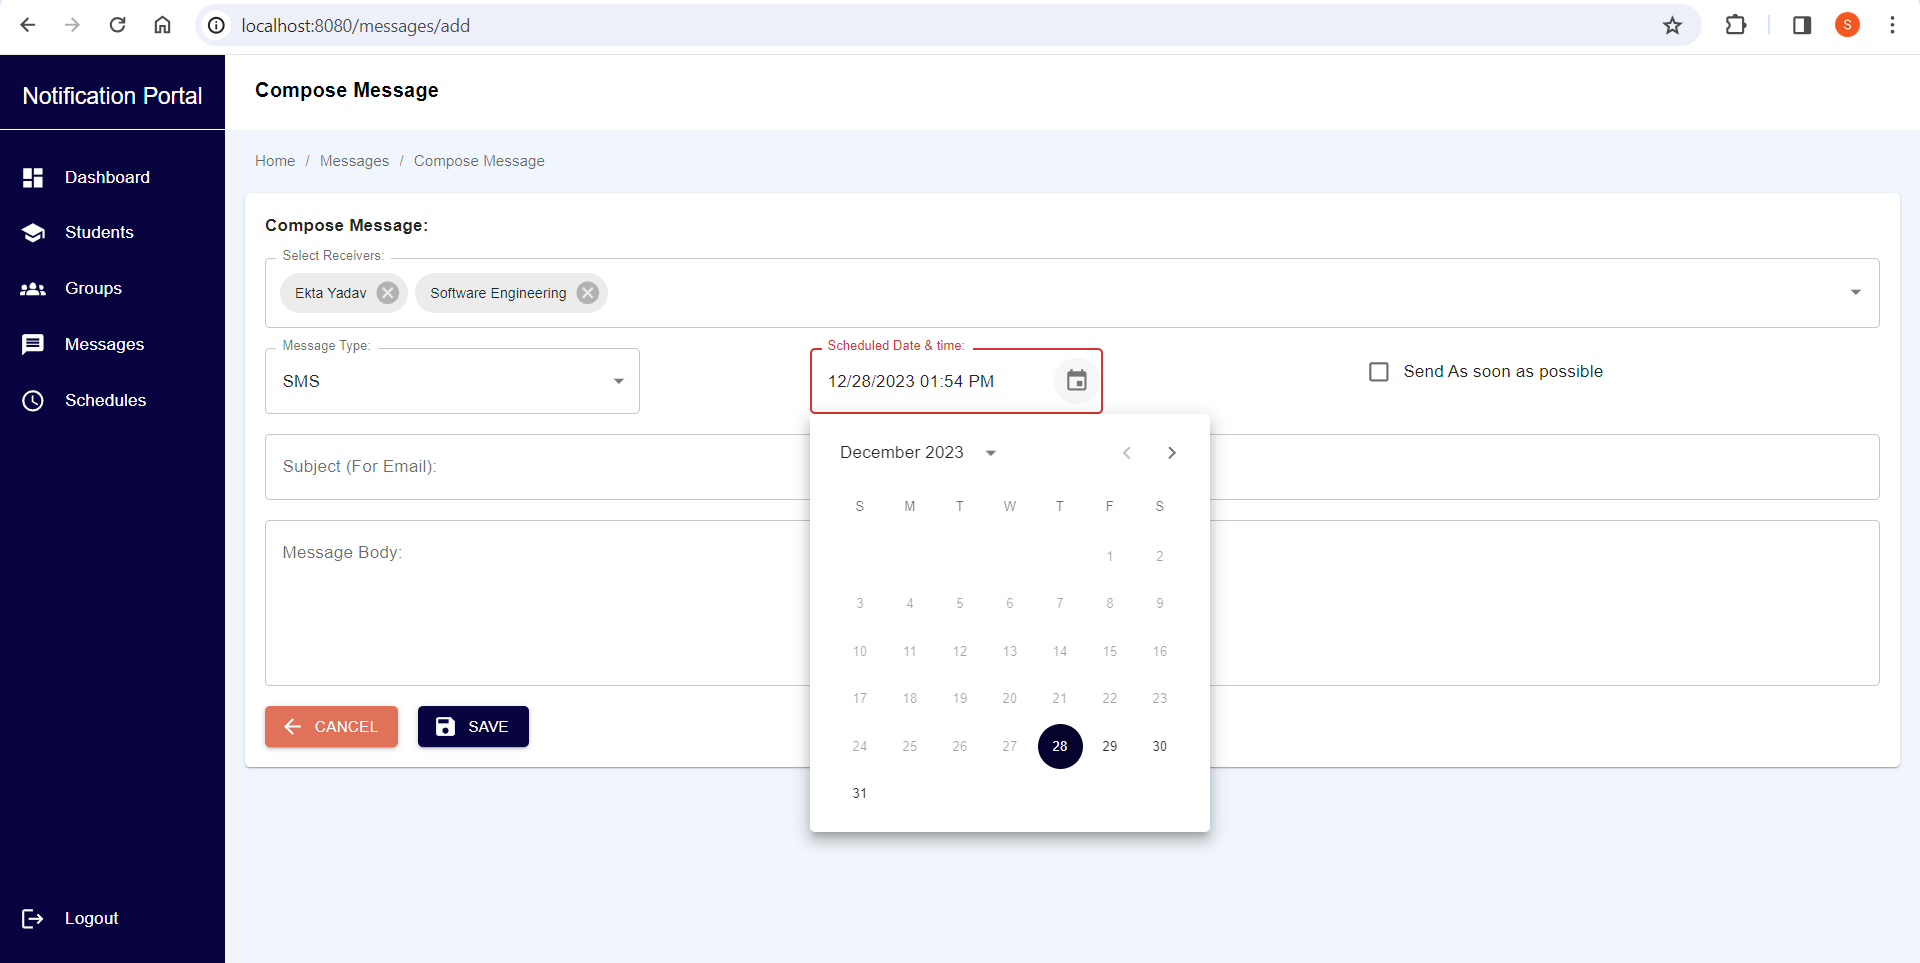 localhost:8080/messages/add
S
Notification Portal
Compose Message
Home / Messages / Compose Message
Dashboard
Students
Groups
Messages
Schedules
Logout
Compose Message:
Select Receivers:
Ekta Yadav Software Engineering
Message Type:
SMS
Scheduled Date & time:
12/28/2023 01:54 PM
Send As soon as possible
Subject (For Email):
Message Body:
CANCEL SAVE
December 2023
S M T W T F S
1 2
3 4 5 6 7 8 9
10 11 12 13 14 15 16
17 18 19 20 21 22 23
24 25 26 27 28 29 30
31